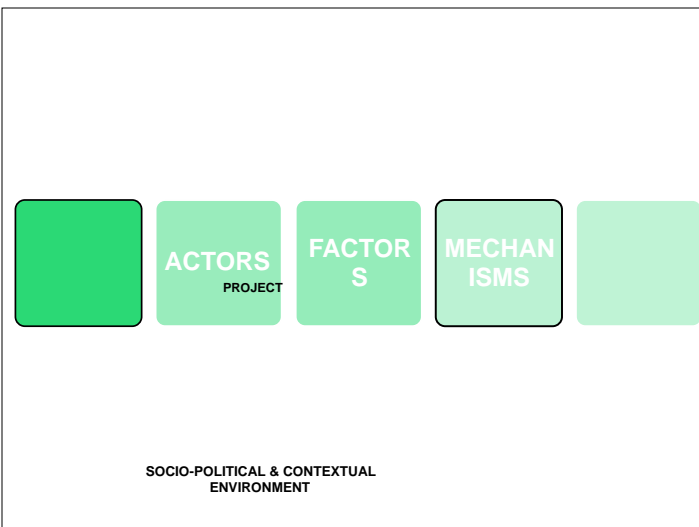 ACTORS
PROJECT
FACTOR
S
MECHAN
ISMS
SOCIO-POLITICAL & CONTEXTUAL
ENVIRONMENT